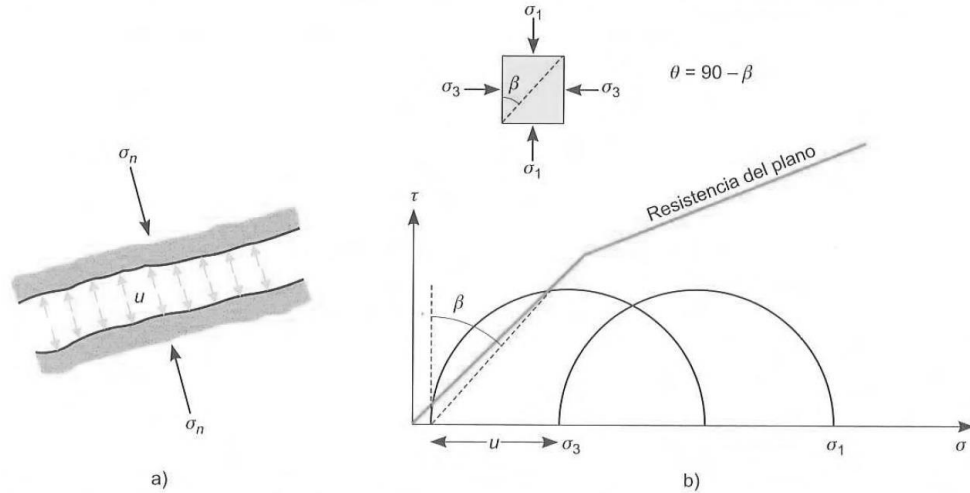 σ1
θ = 90 – β
β
σ3
σ3
σ1
σn
u
σn
a)
τ
Resistencia del plano
β
u
σ3
σ1
σ
b)